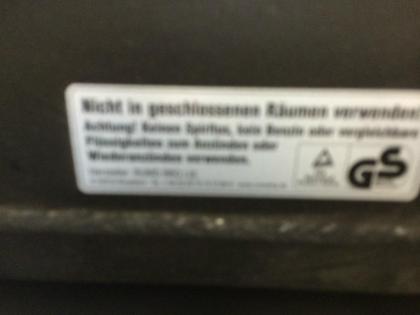 Nicht in geschlossenen Räumen verwenden
Achtung! Keinen Spiritus, kein Benzin oder vergleichbare
Flüssigkeiten zum Anzünden oder
Wiederanzünden verwenden.
Hersteller
GS